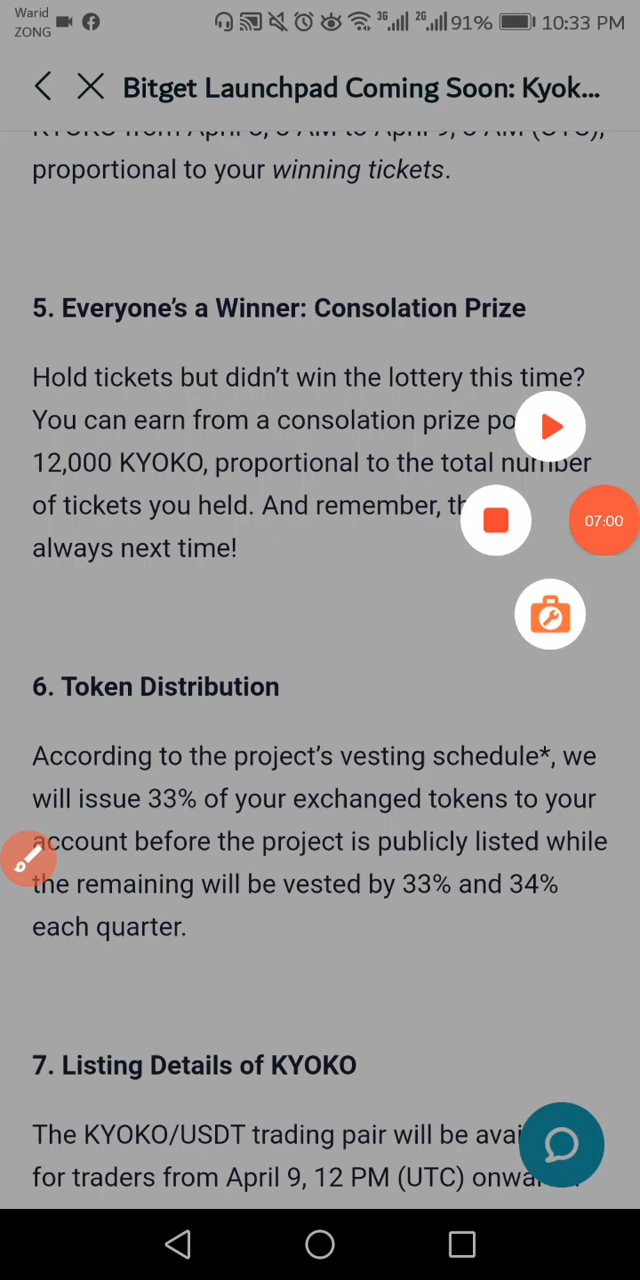 Warid
ZONG
3G
2G
91%
10:33 PM
Bitget Launchpad Coming Soon: Kyok...
proportional to your winning tickets.
5. Everyone's a Winner: Consolation Prize
Hold tickets but didn't win the lottery this time?
You can earn from a consolation prize
12,000 KYOKO, proportional to the total number
of tickets you held. And remember,
always next time!
07:00
6. Token Distribution
According to the project's vesting schedule*, we
will issue 33% of your exchanged tokens to your
account before the project is publicly listed while
the remaining will be vested by 33% and 34%
each quarter.
7. Listing Details of KYOKO
The KYOKO/USDT trading pair will be
for traders from April 9, 12 PM (UTC)